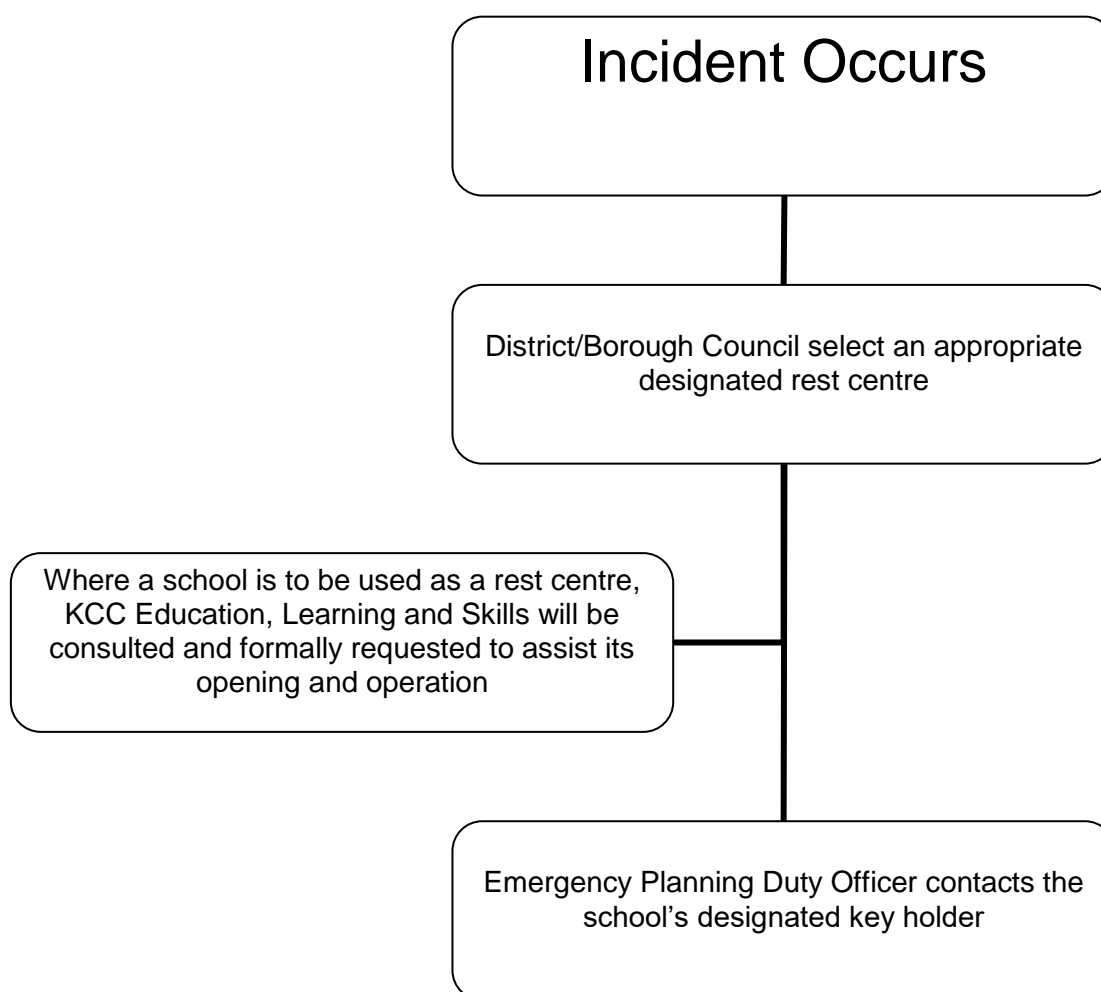 Incident Occurs
District/Borough Council select an appropriate
designated rest centre
Where a school is to be used as a rest centre,
KCC Education, Learning and Skills will be
consulted and formally requested to assist its
opening and operation
Emergency Planning Duty Officer contacts the
school’s designated key holder